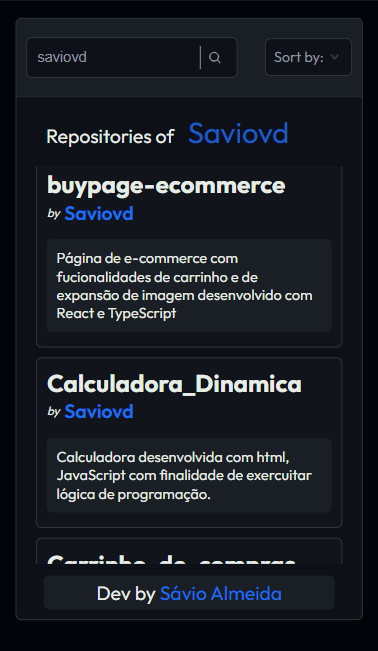 saviovd
Sort by:
Repositories of Saviovd
buypage-ecommerce
by Saviovd
Página de e-commerce com
fucionalidades de carrinho e de
expansão de imagem desenvolvido com
React e TypeScript
Calculadora_Dinamica
by Saviovd
Calculadora desenvolvida com html,
JavaScript com finalidade de exercuitar
lógica de programação.
Carrinho_de_compras
Dev by Sávio Almeida